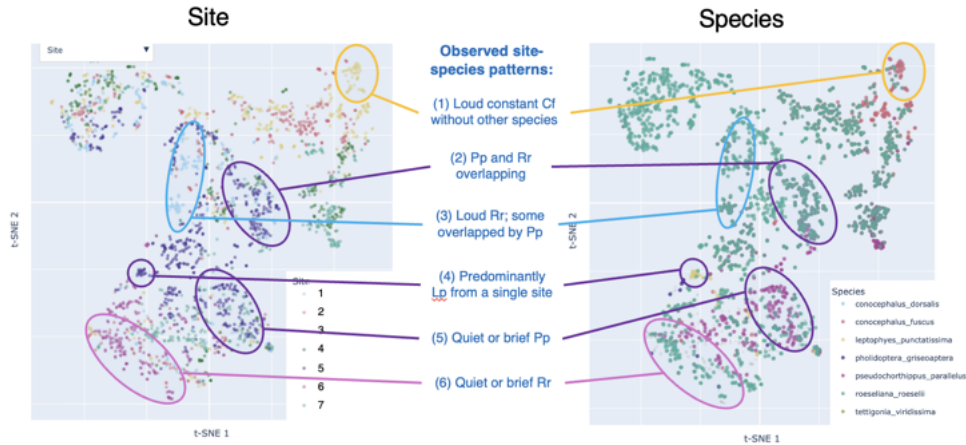 Site
Species
Site
▼
Observed site-
species patterns:
(1) Loud constant Cf
without other species
(2) Pp and Rr
overlapping
(3) Loud Rr; some
overlapped by Pp
(4) Predominantly
Lp from a single site
(5) Quiet or brief Pp
(6) Quiet or brief Rr
t-SNE 2
t-SNE 1
Site
1
2
3
4
5
6
7
t-SNE 2
t-SNE 1
Species
conocephalus_dorsalis
conocephalus_fuscus
leptophyes_punctatissima
pholidoptera_griseoaptera
pseudochorthippus_parallelus
roeseliana_roeselii
tettigonia_viridissima